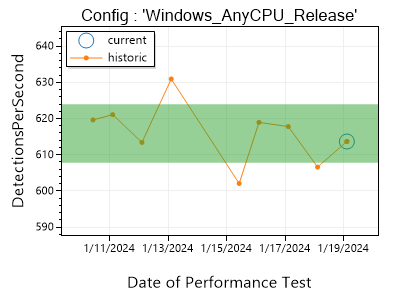 Config : 'Windows_AnyCPU_Release'
current
historic
DetectionsPerSecond
640
630
620
610
600
590
1/11/2024
1/13/2024
1/15/2024
1/17/2024
1/19/2024
Date of Performance Test